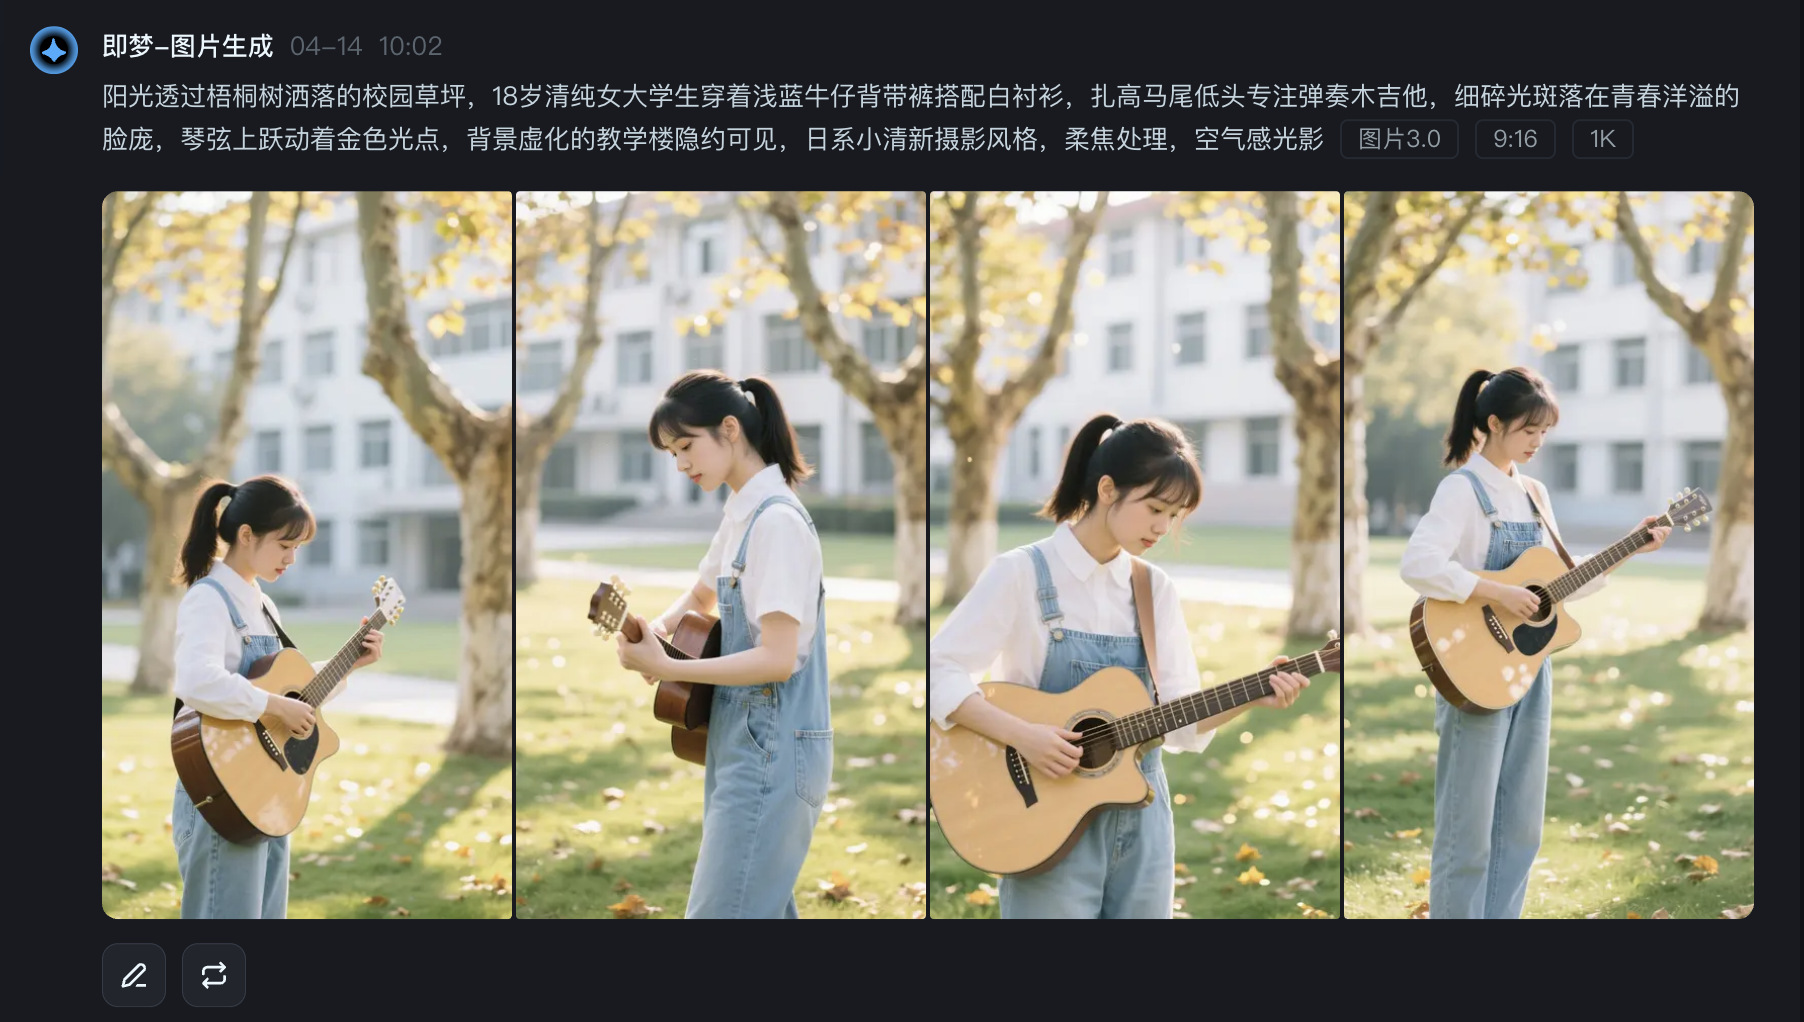 即梦-图片生成 04-14 10:02
阳光透过梧桐树洒落的校园草坪，18岁清纯女大学生穿着浅蓝牛仔背带裤搭配白衬衫，扎高马尾低头专注弹奏木吉他，细碎光斑落在青春洋溢的
脸庞，琴弦上跃动着金色光点，背景虚化的教学楼隐约可见，日系小清新摄影风格，柔焦处理，空气感光影 图片3.0 9:16 1K